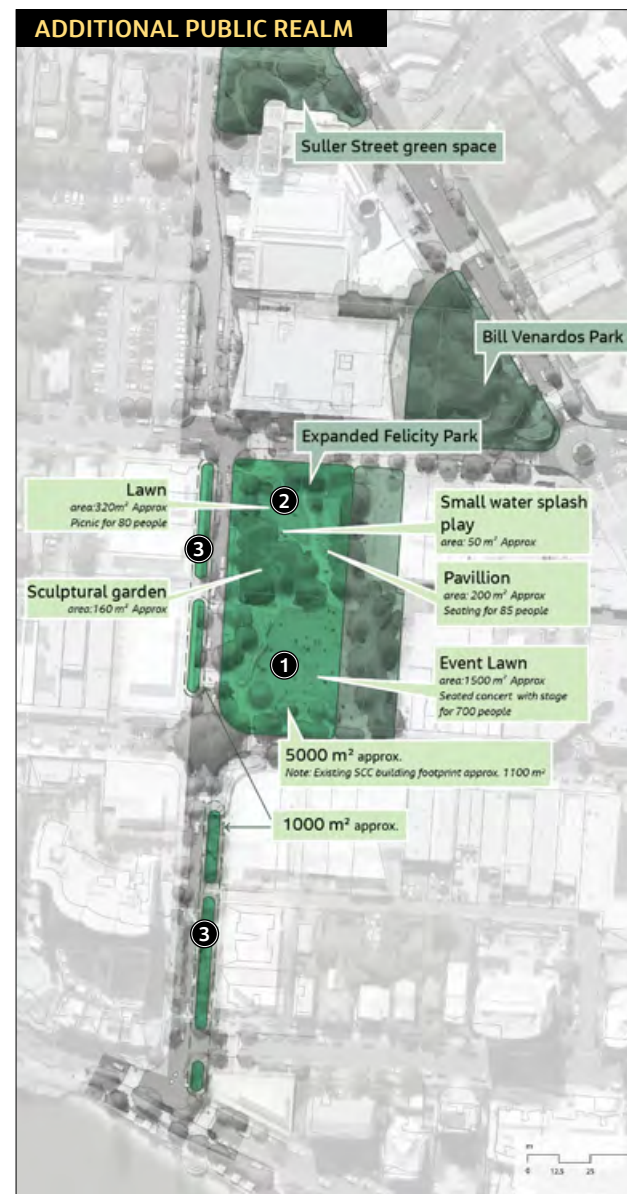 ADDITIONAL PUBLIC REALM
Suller Street green space
Bill Venardos Park
Expanded Felicity Park
Lawn
area:320m² Approx
Picnic for 80 people
2
Small water splash
play
area: 50 m² Approx
3
Pavillion
area: 200 m² Approx
Seating for 85 people
Sculptural garden
area:160 m² Approx
1
Event Lawn
area:1500 m² Approx
Seated concert with stage
for 700 people
5000 m² approx.
Note: Existing SCC building footprint approx. 1100 m²
1000 m² approx.
3
m
0 12.5 25